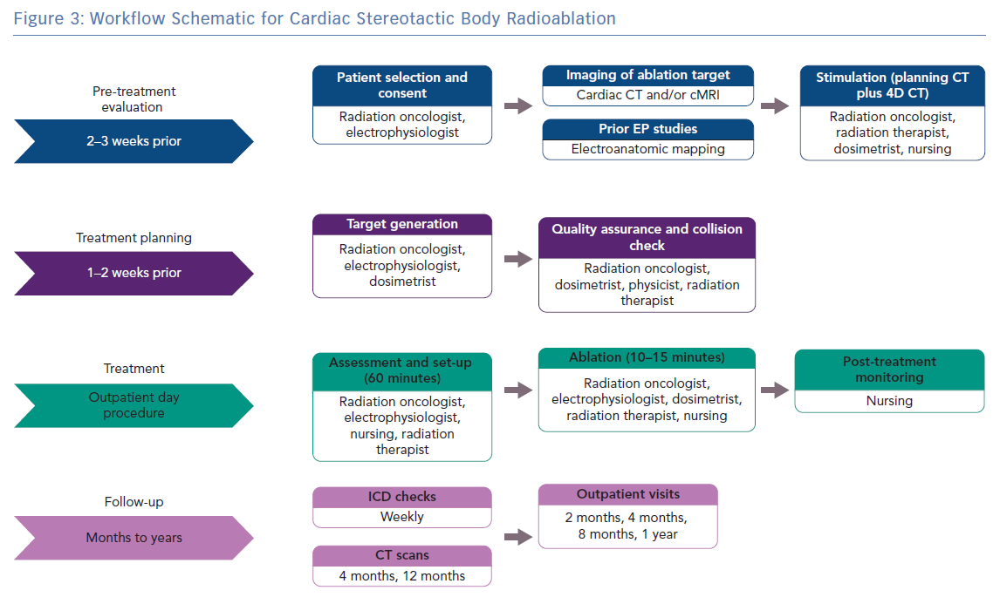 Figure 3: Workflow Schematic for Cardiac Stereotactic Body Radioablation
Pre-treatment
evaluation
2–3 weeks prior
Patient selection and
consent
Radiation oncologist,
electrophysiologist
Imaging of ablation target
Cardiac CT and/or cMRI
Prior EP studies
Electroanatomic mapping
Stimulation (planning CT
plus 4D CT)
Radiation oncologist,
radiation therapist,
dosimetrist, nursing
Treatment planning
1–2 weeks prior
Target generation
Radiation oncologist,
electrophysiologist,
dosimetrist
Quality assurance and collision
check
Radiation oncologist,
dosimetrist, physicist, radiation
therapist
Treatment
Outpatient day
procedure
Assessment and set-up
(60 minutes)
Radiation oncologist,
electrophysiologist,
nursing, radiation
therapist
Ablation (10–15 minutes)
Radiation oncologist,
electrophysiologist, dosimetrist,
radiation therapist, nursing
Post-treatment
monitoring
Nursing
Follow-up
Months to years
ICD checks
Weekly
CT scans
4 months, 12 months
Outpatient visits
2 months, 4 months,
8 months, 1 year